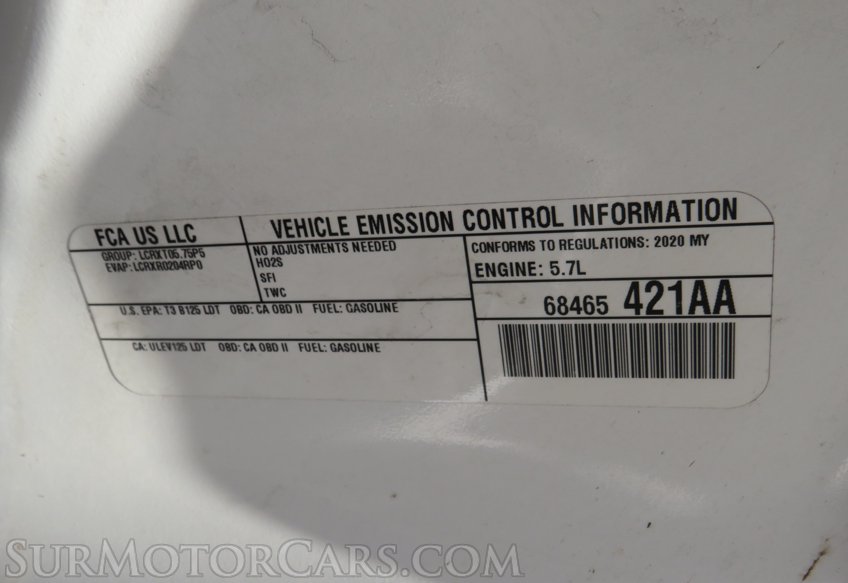 FCA US LLC
VEHICLE EMISSION CONTROL INFORMATION
GROUP: LCRXT05.75P5
EVAP: LCRXR0204RP0
NO ADJUSTMENTS NEEDED
HO2S
SFI
TWC
CONFORMS TO REGULATIONS: 2020 MY
ENGINE: 5.7L
U.S. EPA: T3 B125 LDT OBD: CA OBD II FUEL: GASOLINE
68465 421AA
CA: ULEV125 LDT OBD: CA OBD II FUEL: GASOLINE
SurMotorCars.com